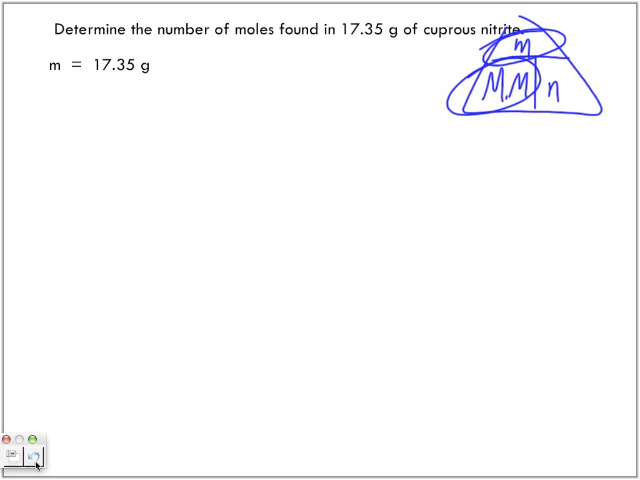 Determine the number of moles found in 17.35 g of cuprous nitrite.
m = 17.35 g
m
M.M n